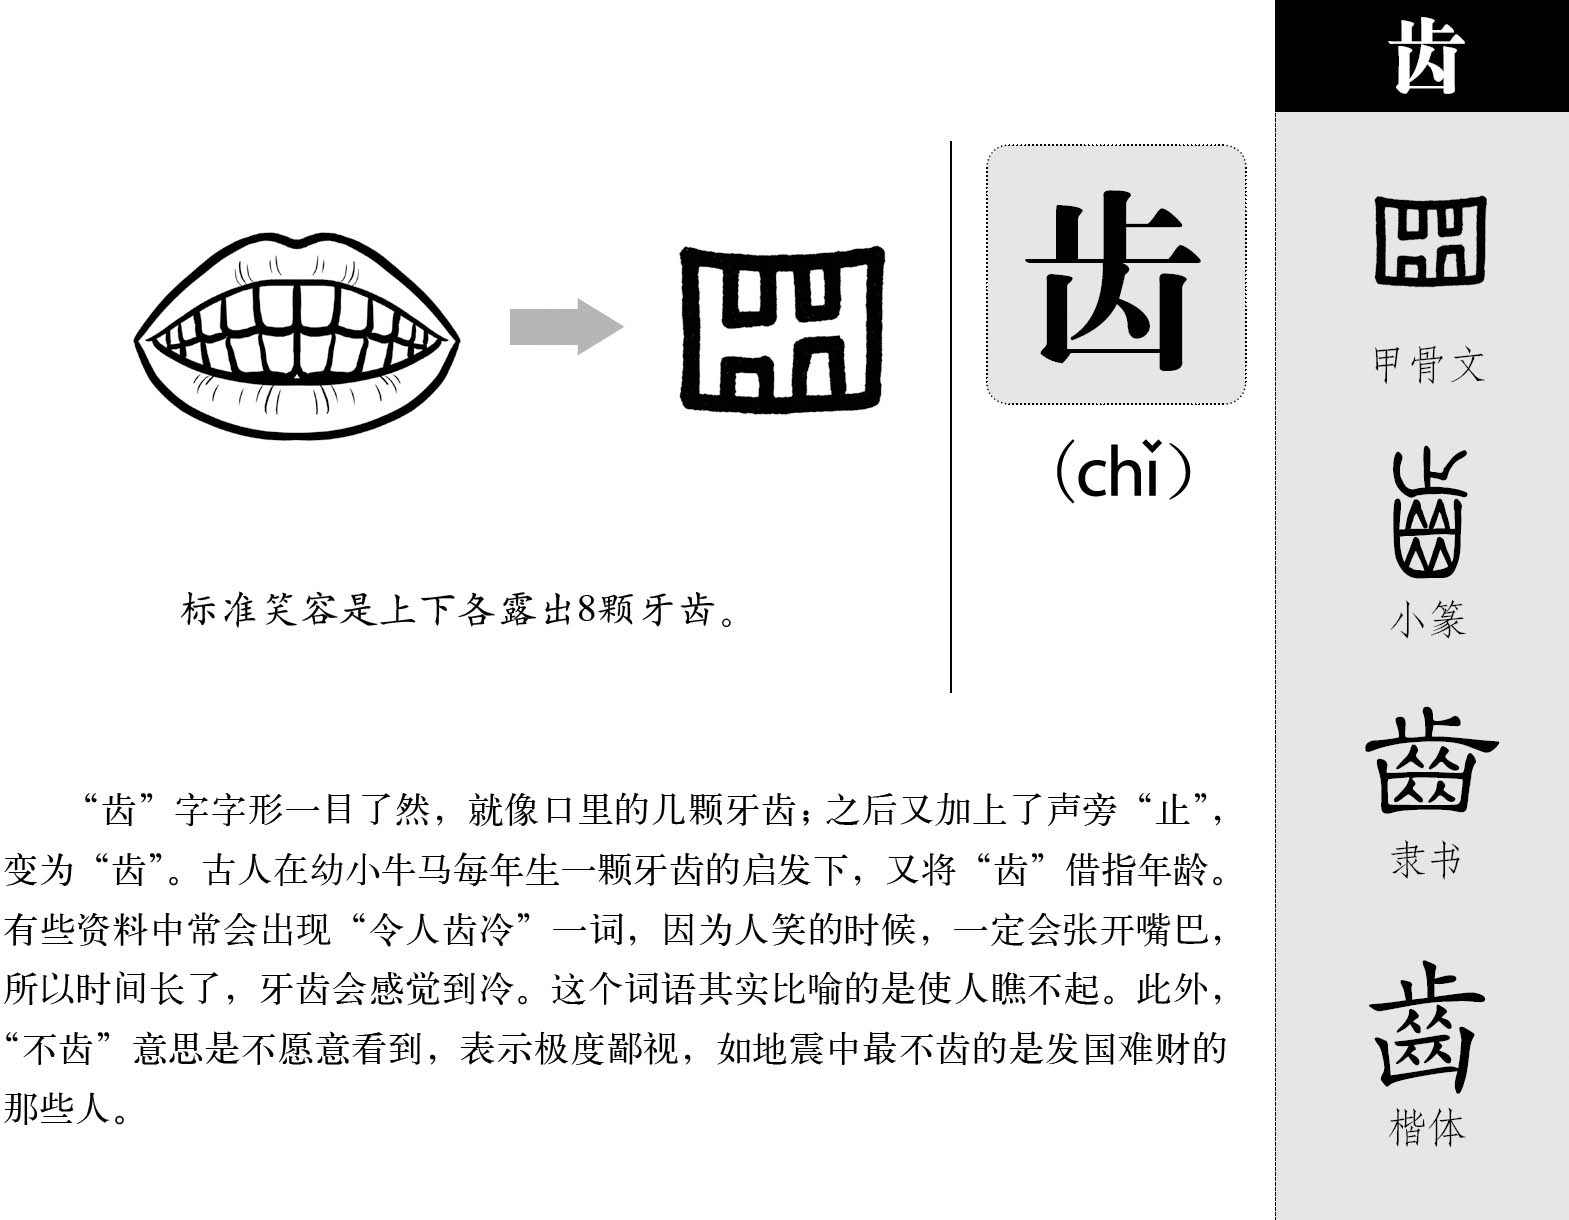 齿
齿
(chǐ)
标准笑容是上下各露出8颗牙齿。
“齿”字字形一目了然，就像口里的几颗牙齿；之后又加上了声旁“止”，
变为“齿”。古人在幼小牛马每年生一颗牙齿的启发下，又将“齿”借指年龄。
有些资料中常会出现“令人齿冷”一词，因为人笑的时候，一定会张开嘴巴，
所以时间长了，牙齿会感觉到冷。这个词语其实比喻的是使人瞧不起。此外，
“不齿”意思是不愿意看到，表示极度鄙视，如地震中最不齿的是发国难财的
那些人。
甲骨文
小篆
齒
隶书
齒
楷体